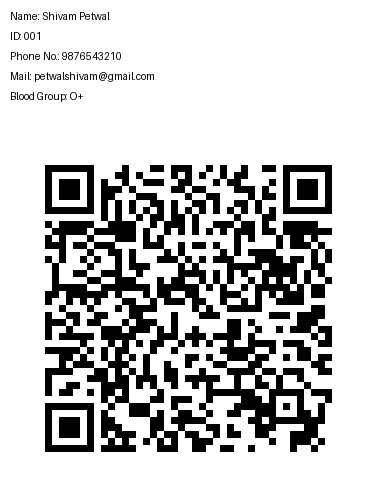 Name: Shivam Petwal
ID: 001
Phone No.: 9876543210
Mail: petwalshivam@gmail.com
Blood Group: O+